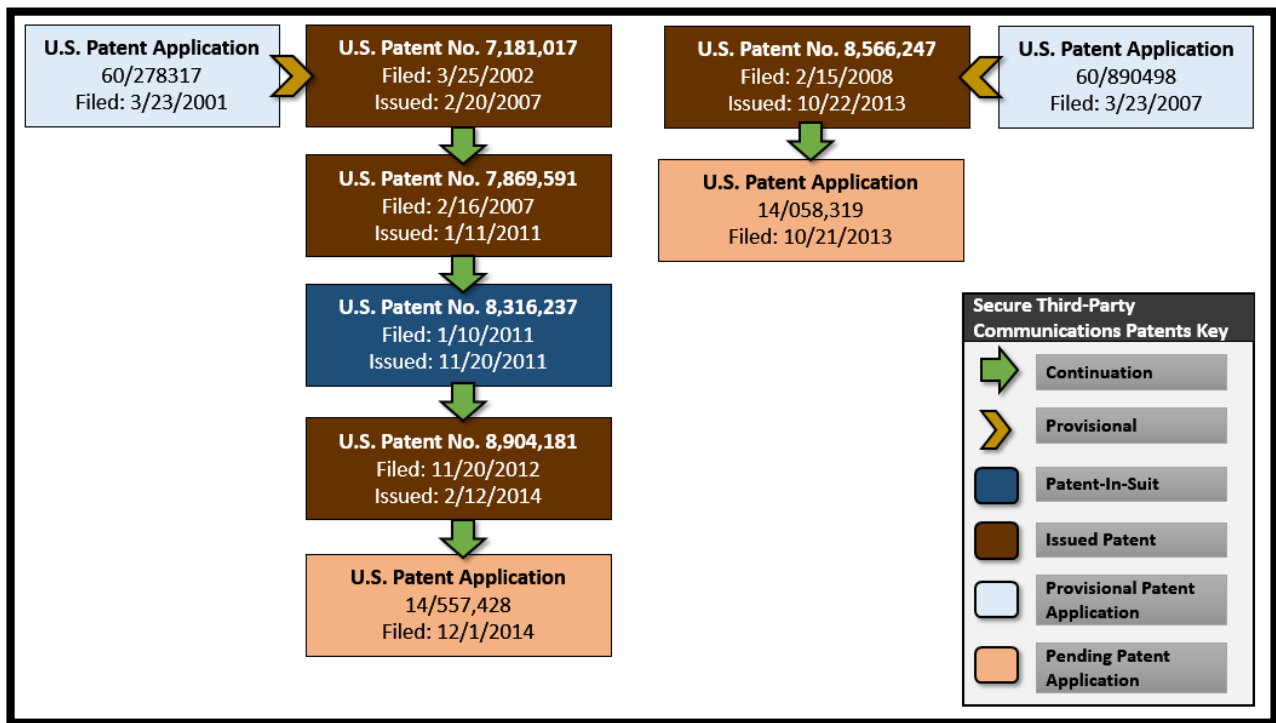 U.S. Patent Application
60/278317
Filed: 3/23/2001
U.S. Patent No. 7,181,017
Filed: 3/25/2002
Issued: 2/20/2007
U.S. Patent No. 8,566,247
Filed: 2/15/2008
Issued: 10/22/2013
U.S. Patent Application
60/890498
Filed: 3/23/2007
U.S. Patent No. 7,869,591
Filed: 2/16/2007
Issued: 1/11/2011
U.S. Patent Application
14/058,319
Filed: 10/21/2013
U.S. Patent No. 8,316,237
Filed: 1/10/2011
Issued: 11/20/2011
U.S. Patent No. 8,904,181
Filed: 11/20/2012
Issued: 2/12/2014
U.S. Patent Application
14/557,428
Filed: 12/1/2014
Secure Third-Party
Communications Patents Key
Continuation
Provisional
Patent-In-Suit
Issued Patent
Provisional Patent
Application
Pending Patent
Application